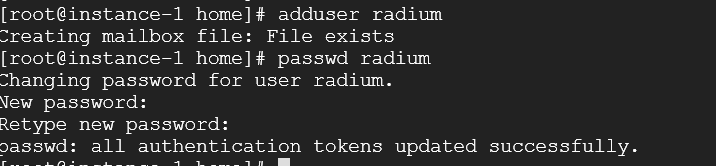 [root@instance-1 home]# adduser radium
Creating mailbox file: File exists
[root@instance-1 home]# passwd radium
Changing password for user radium.
New password:
Retype new password:
passwd: all authentication tokens updated successfully.
[root@instance-1 home]#